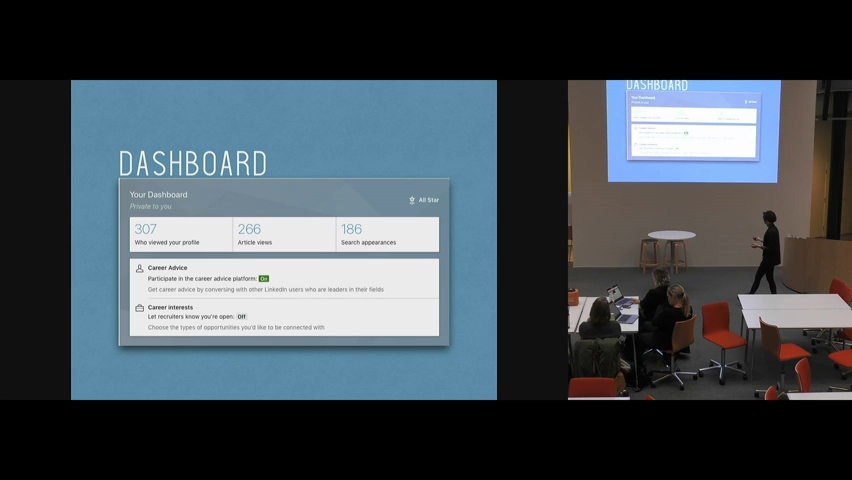 DASHBOARD
Your Dashboard
Private to you
All Star
307
266
186
Who viewed your profile
Article views
Search appearances
Career Advice
Participate in the career advice platform: On
Get career advice by conversing with other LinkedIn users who are leaders in their fields
Career interests
Let recruiters know you're open: Off
Choose the types of opportunities you'd like to be connected with
DASHBOARD
Your Dashboard